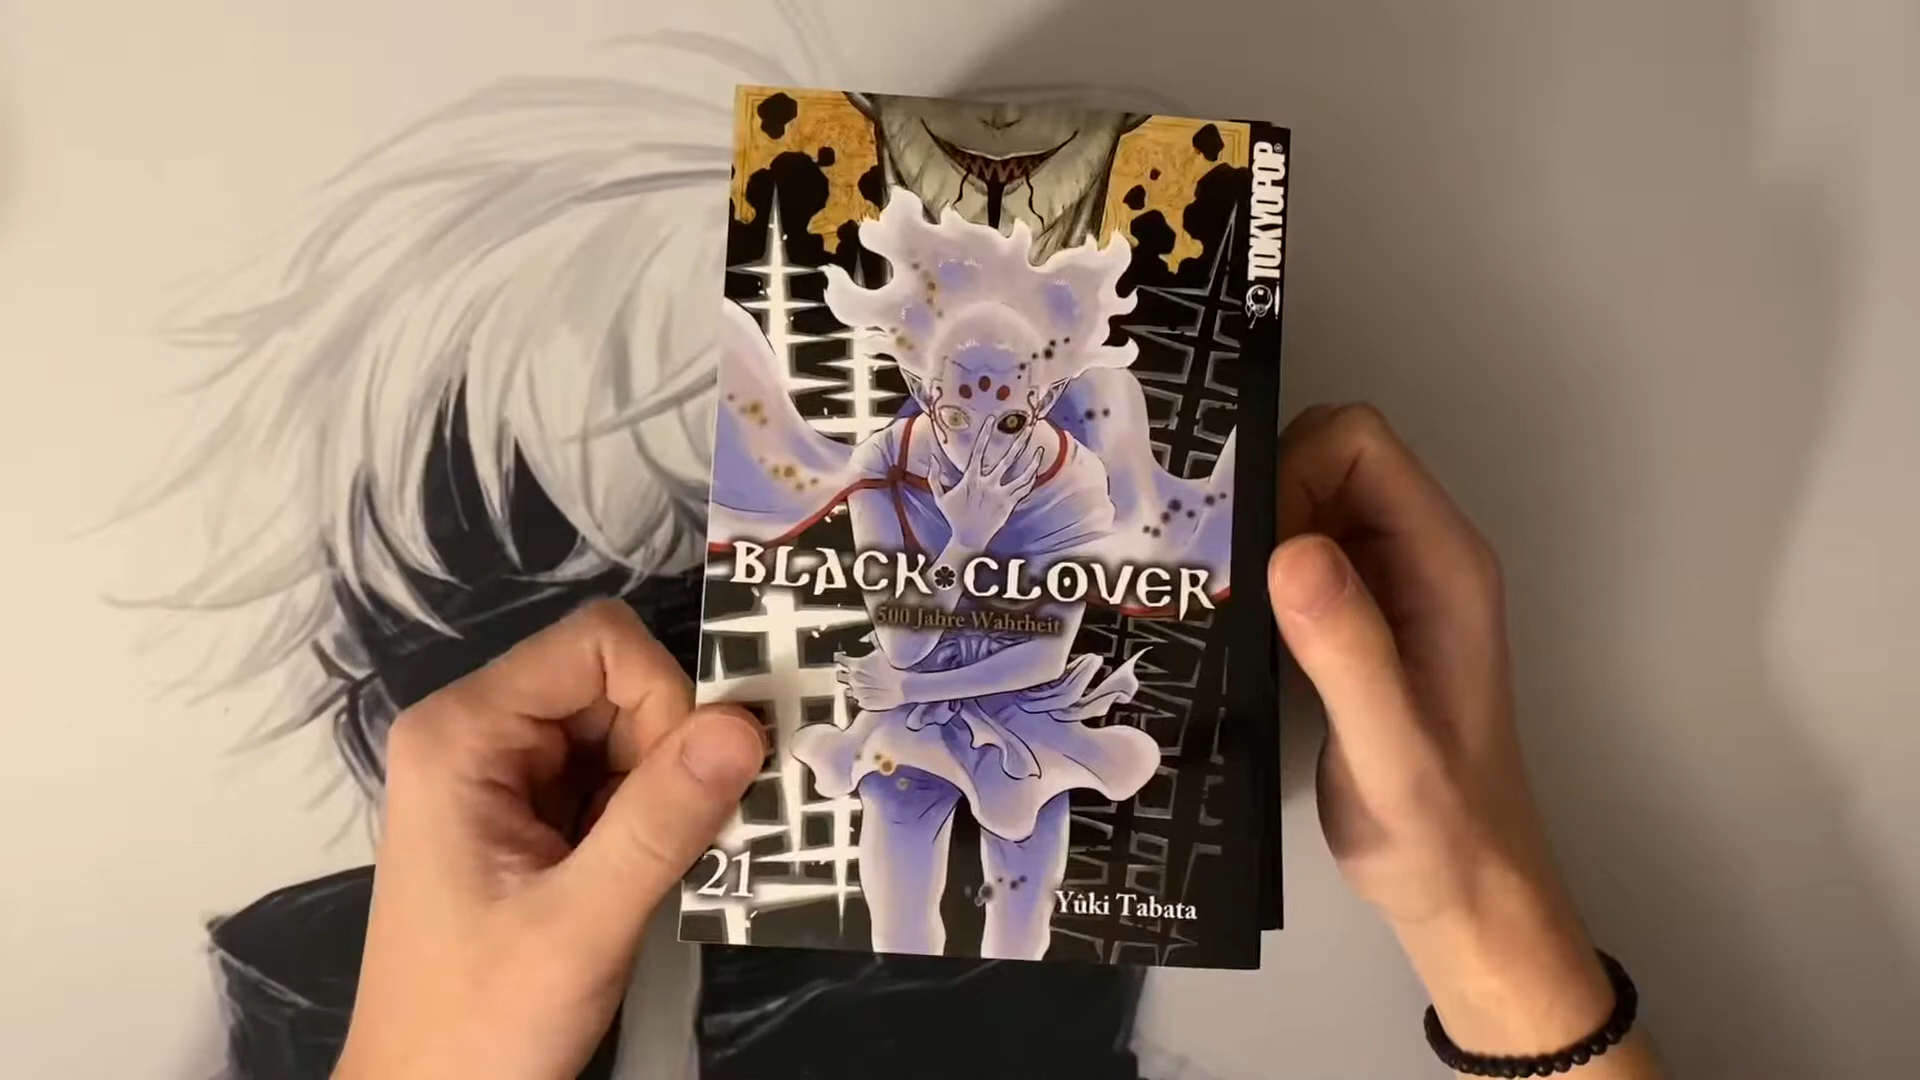 TOKYOPOP®
BLACK CLOVER
500 Jahre Wahrheit
21
Yûki Tabata